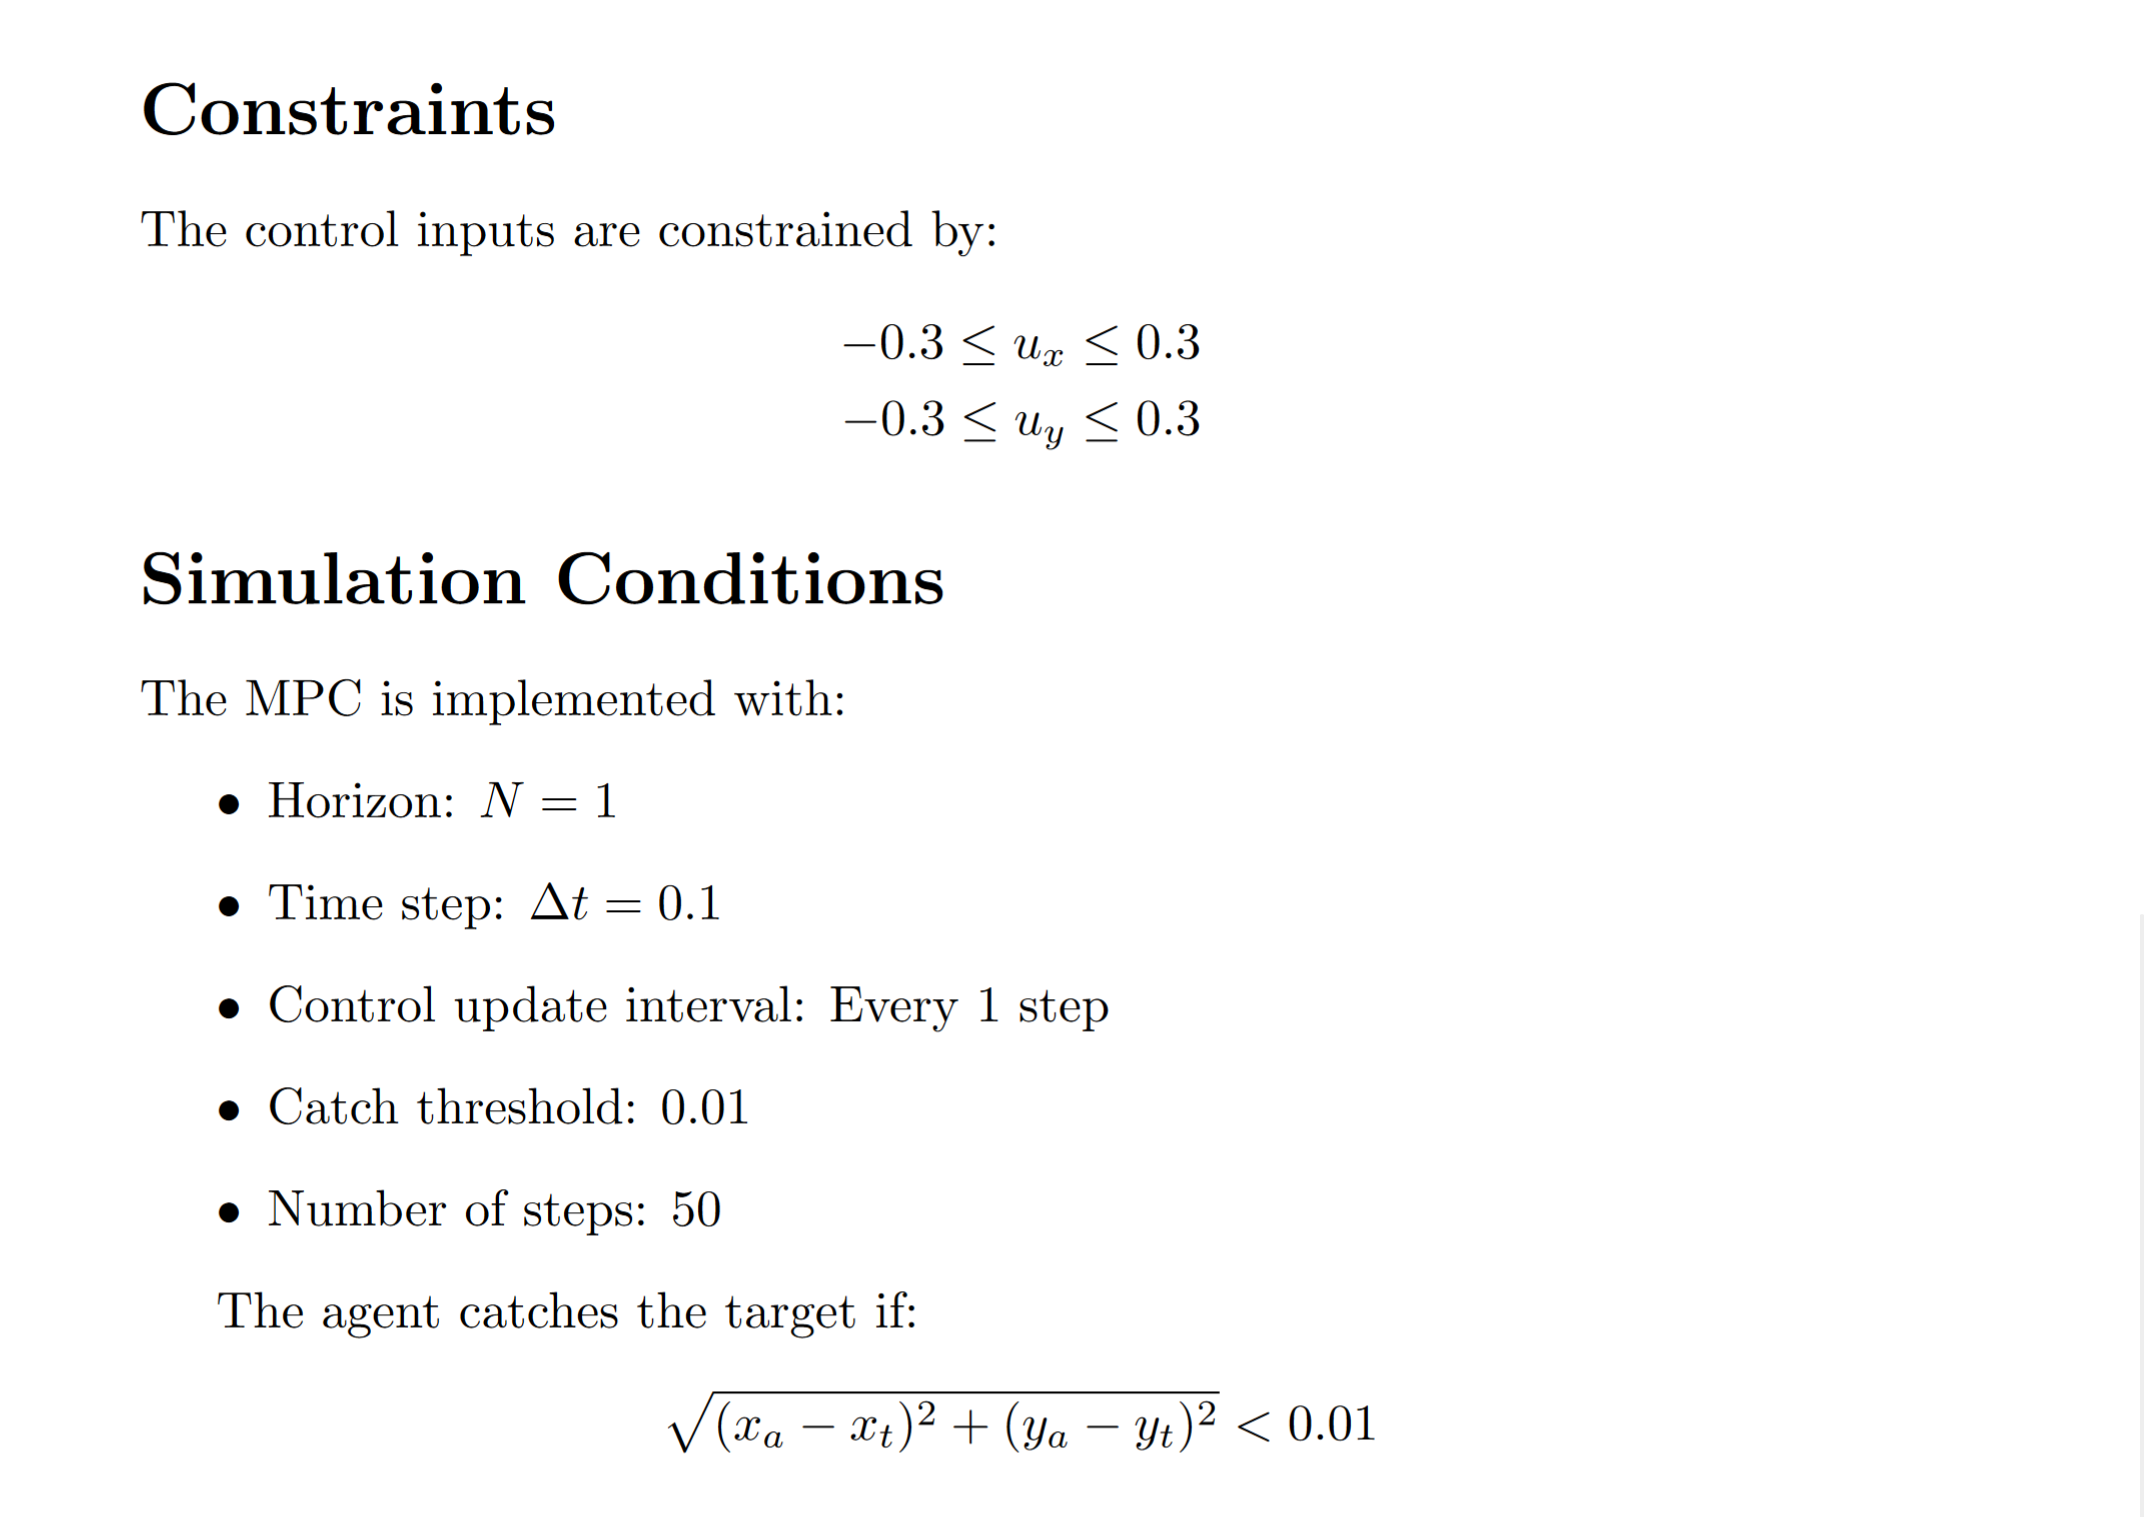 Constraints
The control inputs are constrained by:
−0.3 ≤ u_x ≤ 0.3
−0.3 ≤ u_y ≤ 0.3
Simulation Conditions
The MPC is implemented with:
• Horizon: N = 1
• Time step: Δt = 0.1
• Control update interval: Every 1 step
• Catch threshold: 0.01
• Number of steps: 50
The agent catches the target if:
√((x_a − x_t)² + (y_a − y_t)²) < 0.01